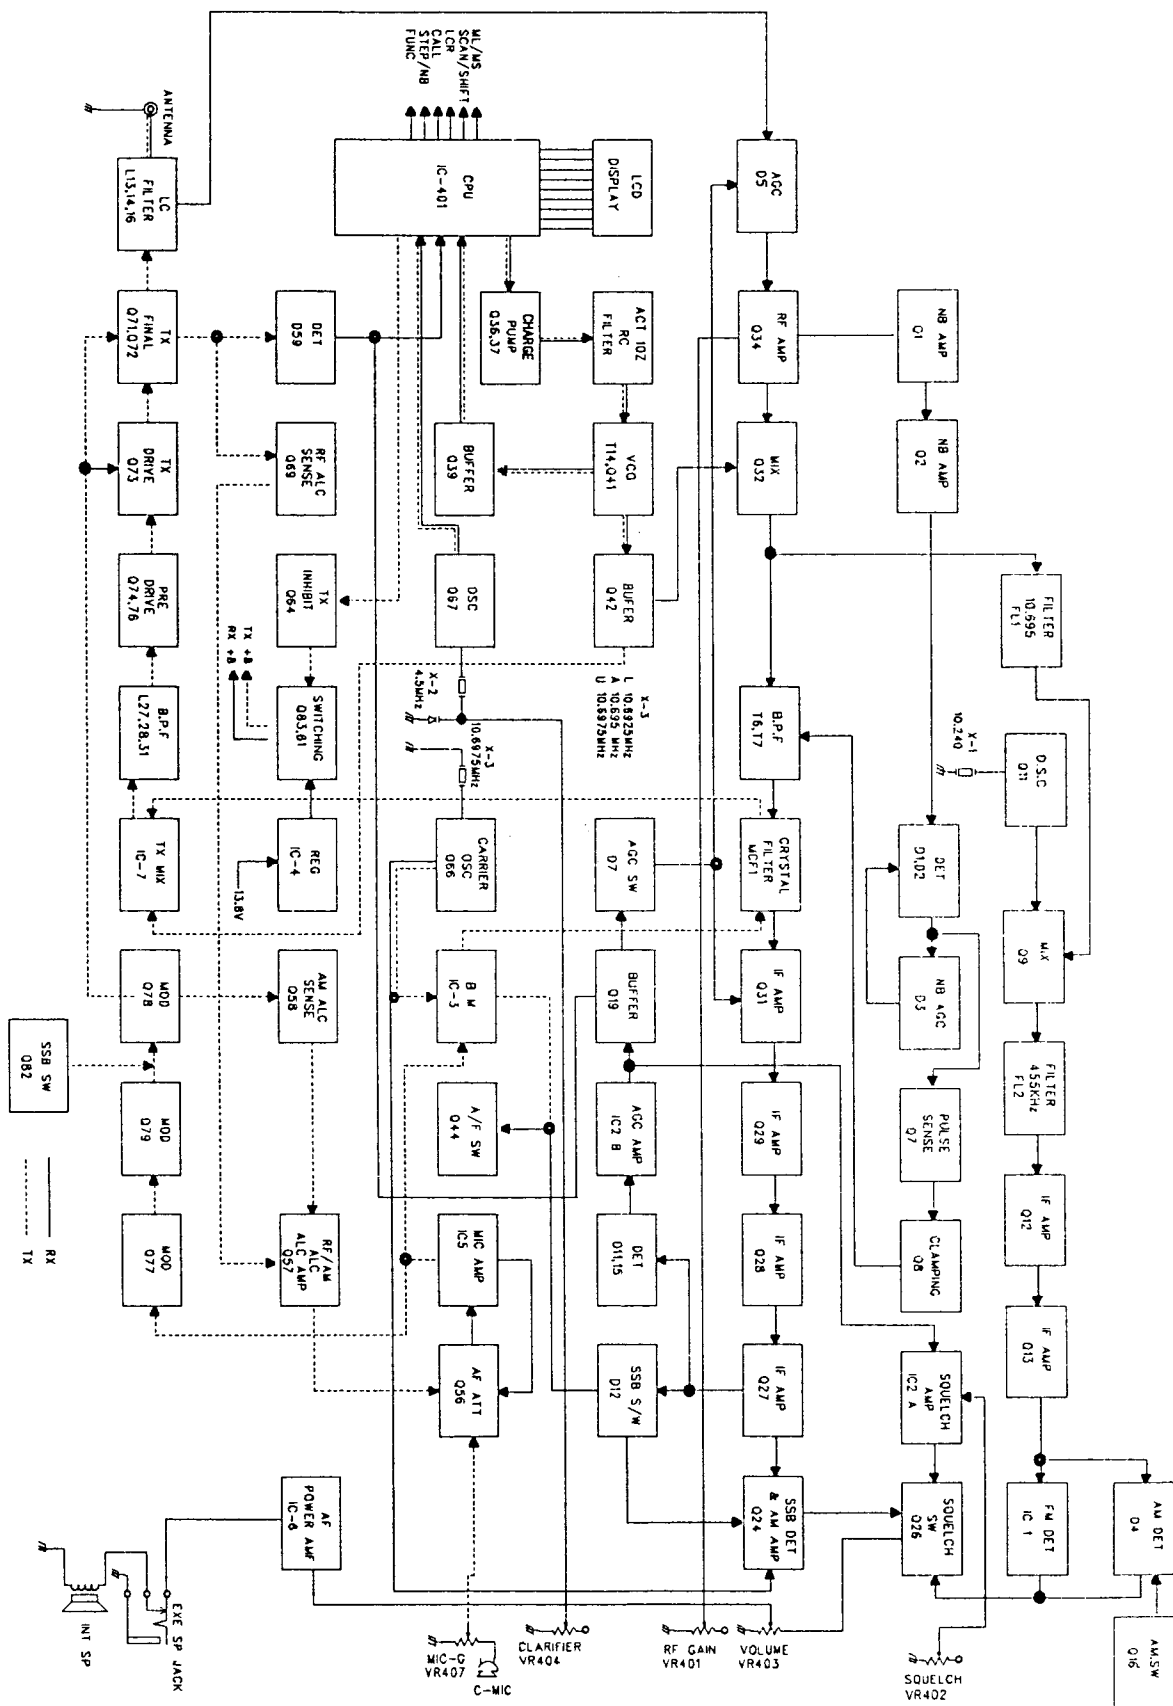 ML/MS
SCAN/SHIFT
LCR
CALL
STEP/NB
FUNC
ANTENNA
LC
FILTER
L13,14,16
CPU
IC-401
LCD
DISPLAY
AGC
D5
TX
FINAL
Q71,Q72
DET
D59
CHARGE
PUMP
Q36,37
ACT 10Z
RC
FILTER
RF AMP
Q34
NB AMP
Q1
TX
DRIVE
Q73
RF ALC
SENSE
Q69
BUFFER
Q39
VCO
T14,Q41
MIX
Q32
NB AMP
Q2
PRE
DRIVE
Q74,76
TX
INHIBIT
Q64
OSC
Q67
BUFER
Q42
FILTER
10.695
FL1
TX +B
RX +B
X-2
4.5MHz
X-3
10.6975MHz
X-3
L 10.6925MHz
A 10.695 MHz
U 10.6975MHz
B.P.F
L27,28,31
SWITCHING
Q83,81
B.P.F
T6,T7
X-1
10.240
O.S.C
Q11
TX MIX
IC-7
REG
IC-4
13.8V
CARRIER
OSC
Q66
AGC SW
D7
CRYSTAL
FILTER
MCF1
DET
D1,D2
MOD
Q78
AM ALC
SENSE
Q58
B M
IC-3
BUFFER
Q19
IF AMP
Q31
NB AGC
D3
MIX
Q9
SSB SW
Q82
MOD
Q79
A/F SW
Q44
AGC AMP
IC2 B
IF AMP
Q29
PULSE
SENSE
Q7
FILTER
455KHz
FL2
TX
RX
MOD
Q77
RF/AM
ALC
ALC AMP
Q57
MIC AMP
IC5
DET
D11,15
IF AMP
Q28
CLAMPING
Q8
IF AMP
Q12
AF ATT
Q56
SSB S/W
D12
IF AMP
Q27
SQUELCH
AMP
IC2 A
IF AMP
Q13
AF
POWER AMF
IC-6
SSB DET
& AM AMP
Q24
SQUELCH
SW
Q26
FM DET
IC 1
AM DET
D4
INT SP
EXE SP JACK
MIC-G
VR407
C-MIC
CLARIFIER
VR404
RF GAIN
VR401
VOLUME
VR403
SQUELCH
VR402
AM.SW
Q16